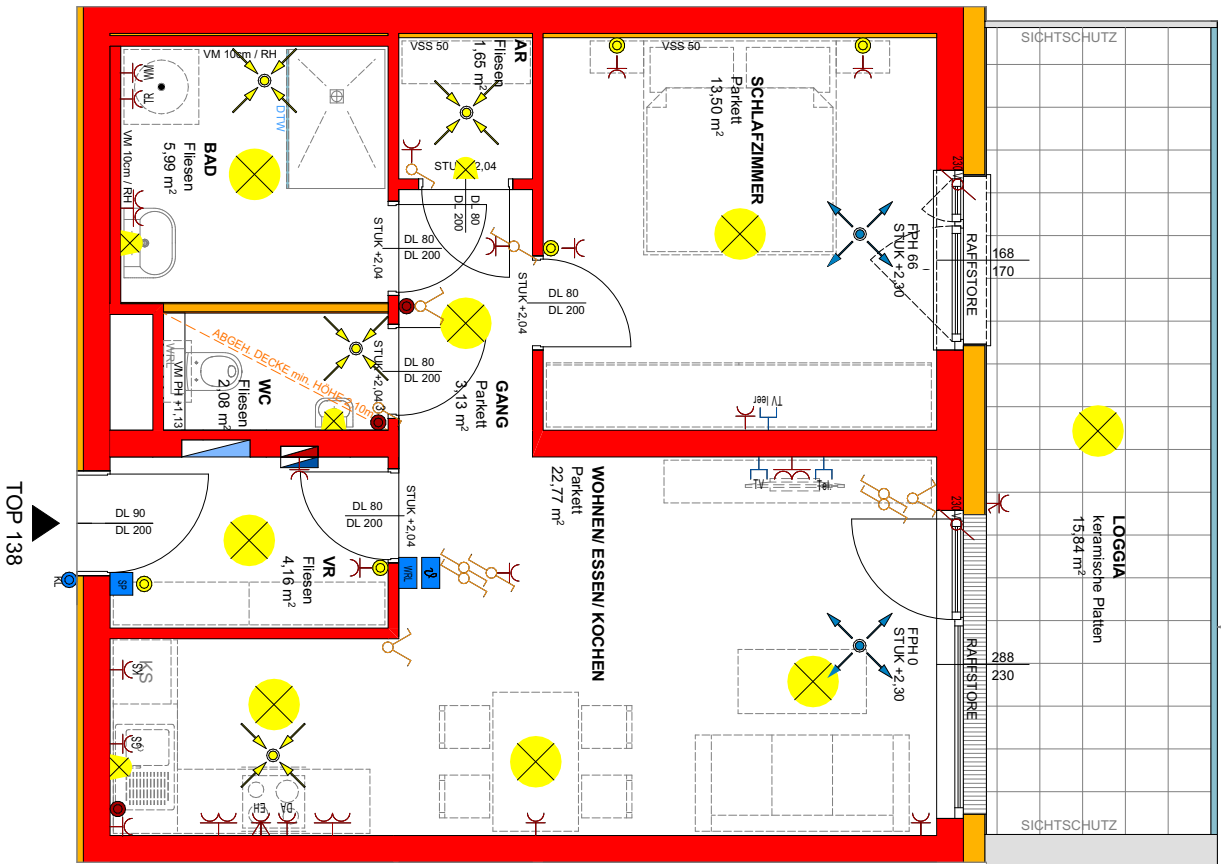 SICHTSCHUTZ
VM 10cm / RH
WM
TR
DTW
VM 10cm / RH
BAD
Fliesen
5,99 m²
STUK +2,04
DL 80
DL 200
VSS 50
AR
Fliesen
1,65 m²
DL 80
DL 200
VSS 50
SCHLAFZIMMER
Parkett
13,50 m²
STUK +2,04
DL 80
DL 200
FPH 66
STUK +2,30
RAFFSTORE
168
170
ABGEH. DECKE min. HÖHE 2,10m
WRL
VM PH +1,13
WC
Fliesen
2,08 m²
DL 80
DL 200
GANG
Parkett
3,13 m²
TV leer
LOGGIA
keramische Platten
15,84 m²
TOP 138
DL 90
DL 200
VR
Fliesen
4,16 m²
DL 80
DL 200
STUK +2,04
SP
WRL
WOHNEN/ ESSEN/ KOCHEN
Parkett
22,77 m²
FPH 0
STUK +2,30
RAFFSTORE
288
230
KS
GS
EH
DA
SICHTSCHUTZ